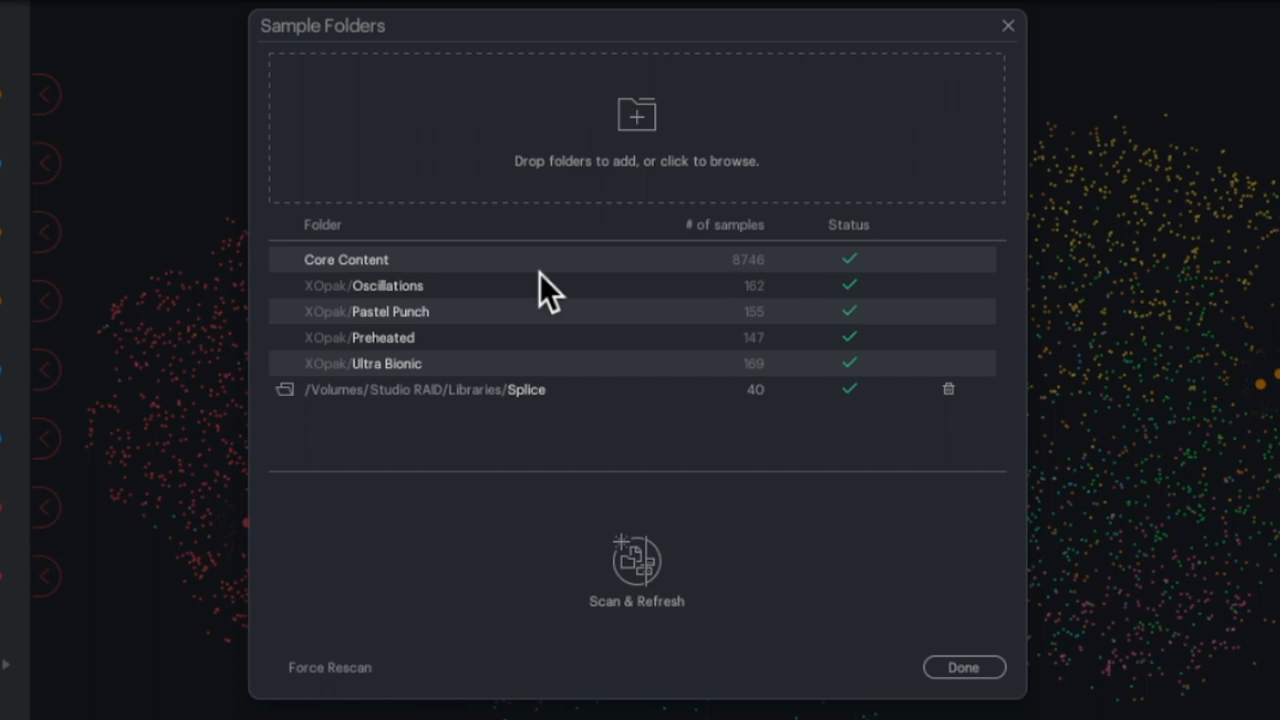 Sample Folders
Drop folders to add, or click to browse.
Folder # of samples Status
Core Content 8746
XOpak/Oscillations 162
XOpak/Pastel Punch 155
XOpak/Preheated 147
XOpak/Ultra Bionic 169
/Volumes/Studio RAID/Libraries/Splice 40
Scan & Refresh
Force Rescan Done